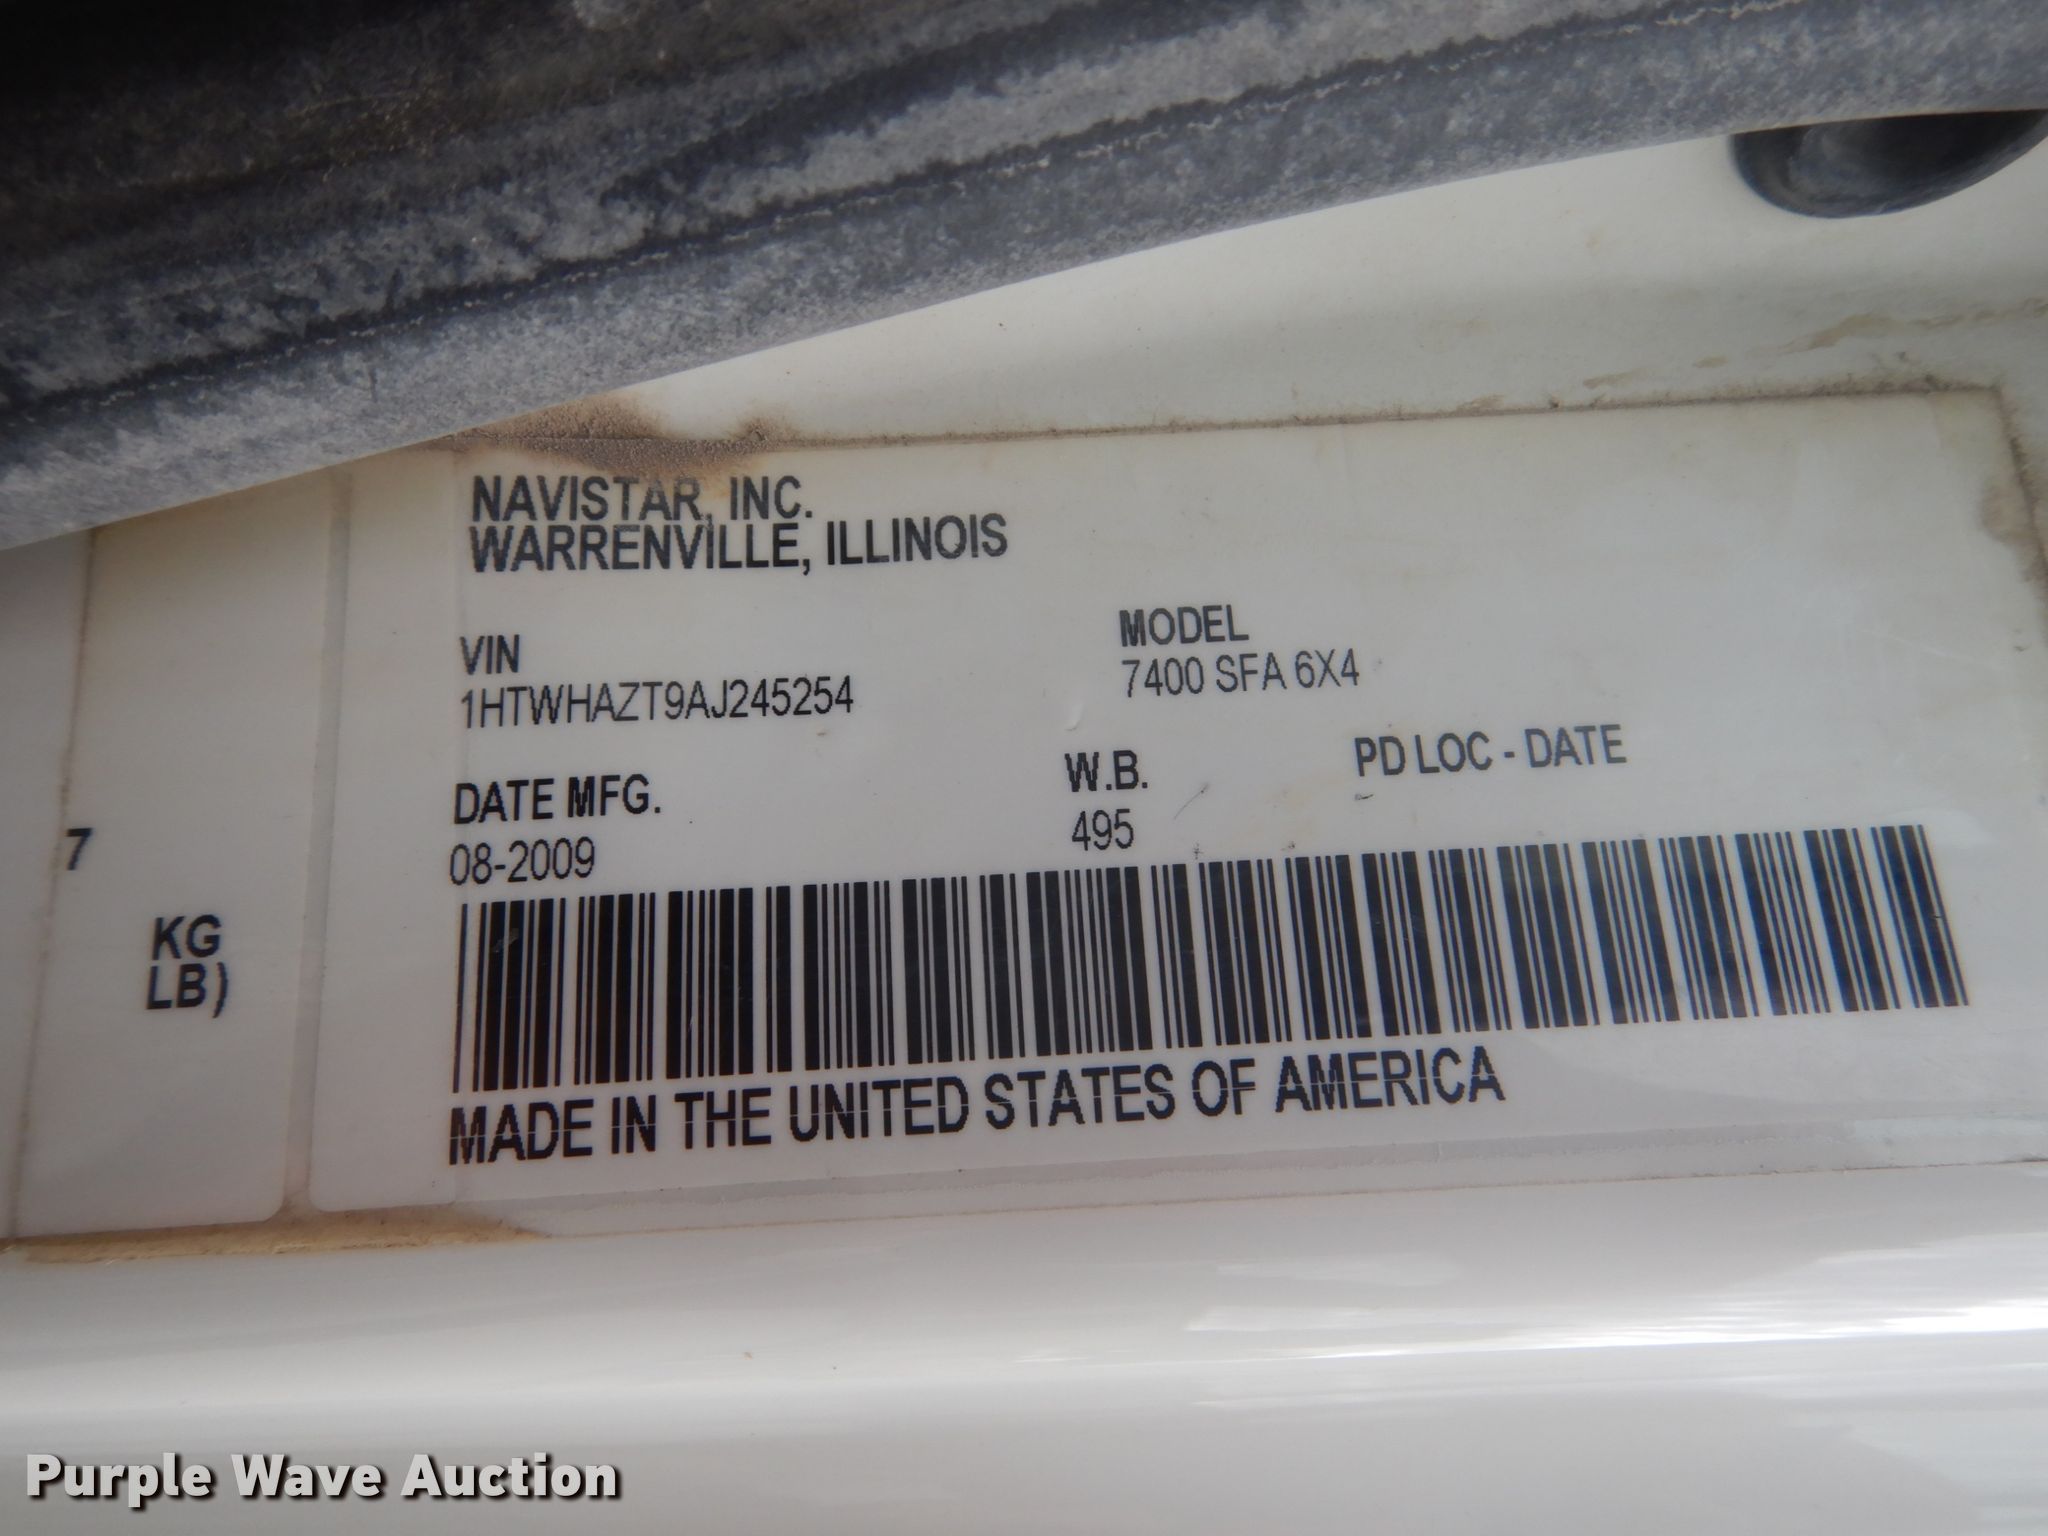 NAVISTAR, INC.
WARRENVILLE, ILLINOIS
VIN
1HTWHAZT9AJ245254
MODEL
7400 SFA 6X4
DATE MFG.
08-2009
W.B.
495
PD LOC - DATE
7
KG
LB)
MADE IN THE UNITED STATES OF AMERICA
Purple Wave Auction